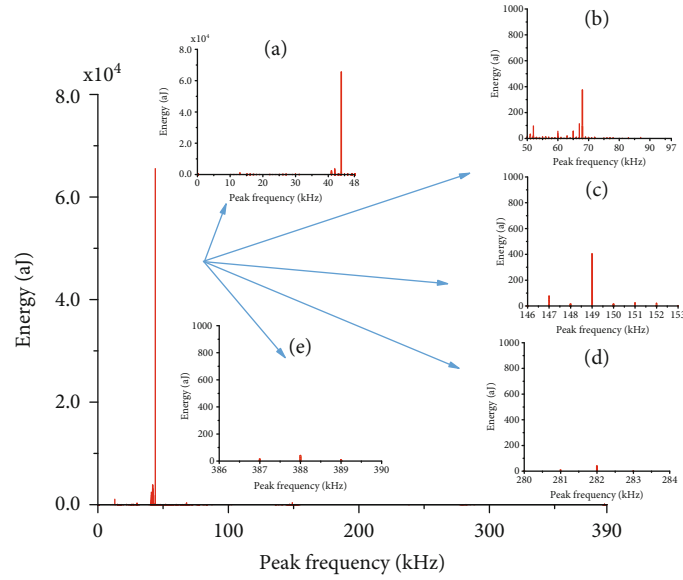 x10⁴
8.0
6.0
4.0
2.0
0.0
Energy (aJ)
0 100 200 300 390
Peak frequency (kHz)
(a)
x10⁴
8.0
6.0
4.0
2.0
0.0
Energy (aJ)
0 10 20 30 40 48
Peak frequency (kHz)
(b)
1000
800
600
400
200
0
Energy (aJ)
50 60 70 80 90 97
Peak frequency (kHz)
(c)
1000
800
600
400
200
0
Energy (aJ)
146 147 148 149 150 151 152 153
Peak frequency (kHz)
(d)
1000
800
600
400
200
0
Energy (aJ)
280 281 282 283 284
Peak frequency (kHz)
(e)
1000
800
600
400
200
0
Energy (aJ)
386 387 388 389 390
Peak frequency (kHz)